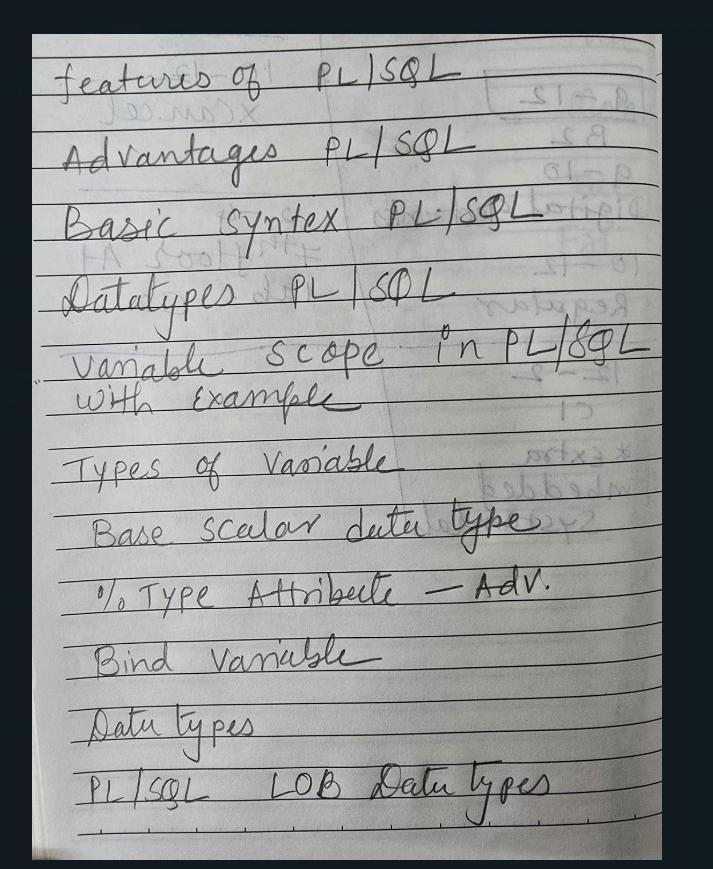 features of PL/SQL
Advantages PL/SQL
Basic Syntex PL/SQL
Datatypes PL/SQL
Variable scope in PL/SQL
with example
Types of Variable
Base scalar data type
% Type Attribute - Adv.
Bind Variable
Data types
PL/SQL LOB Data types